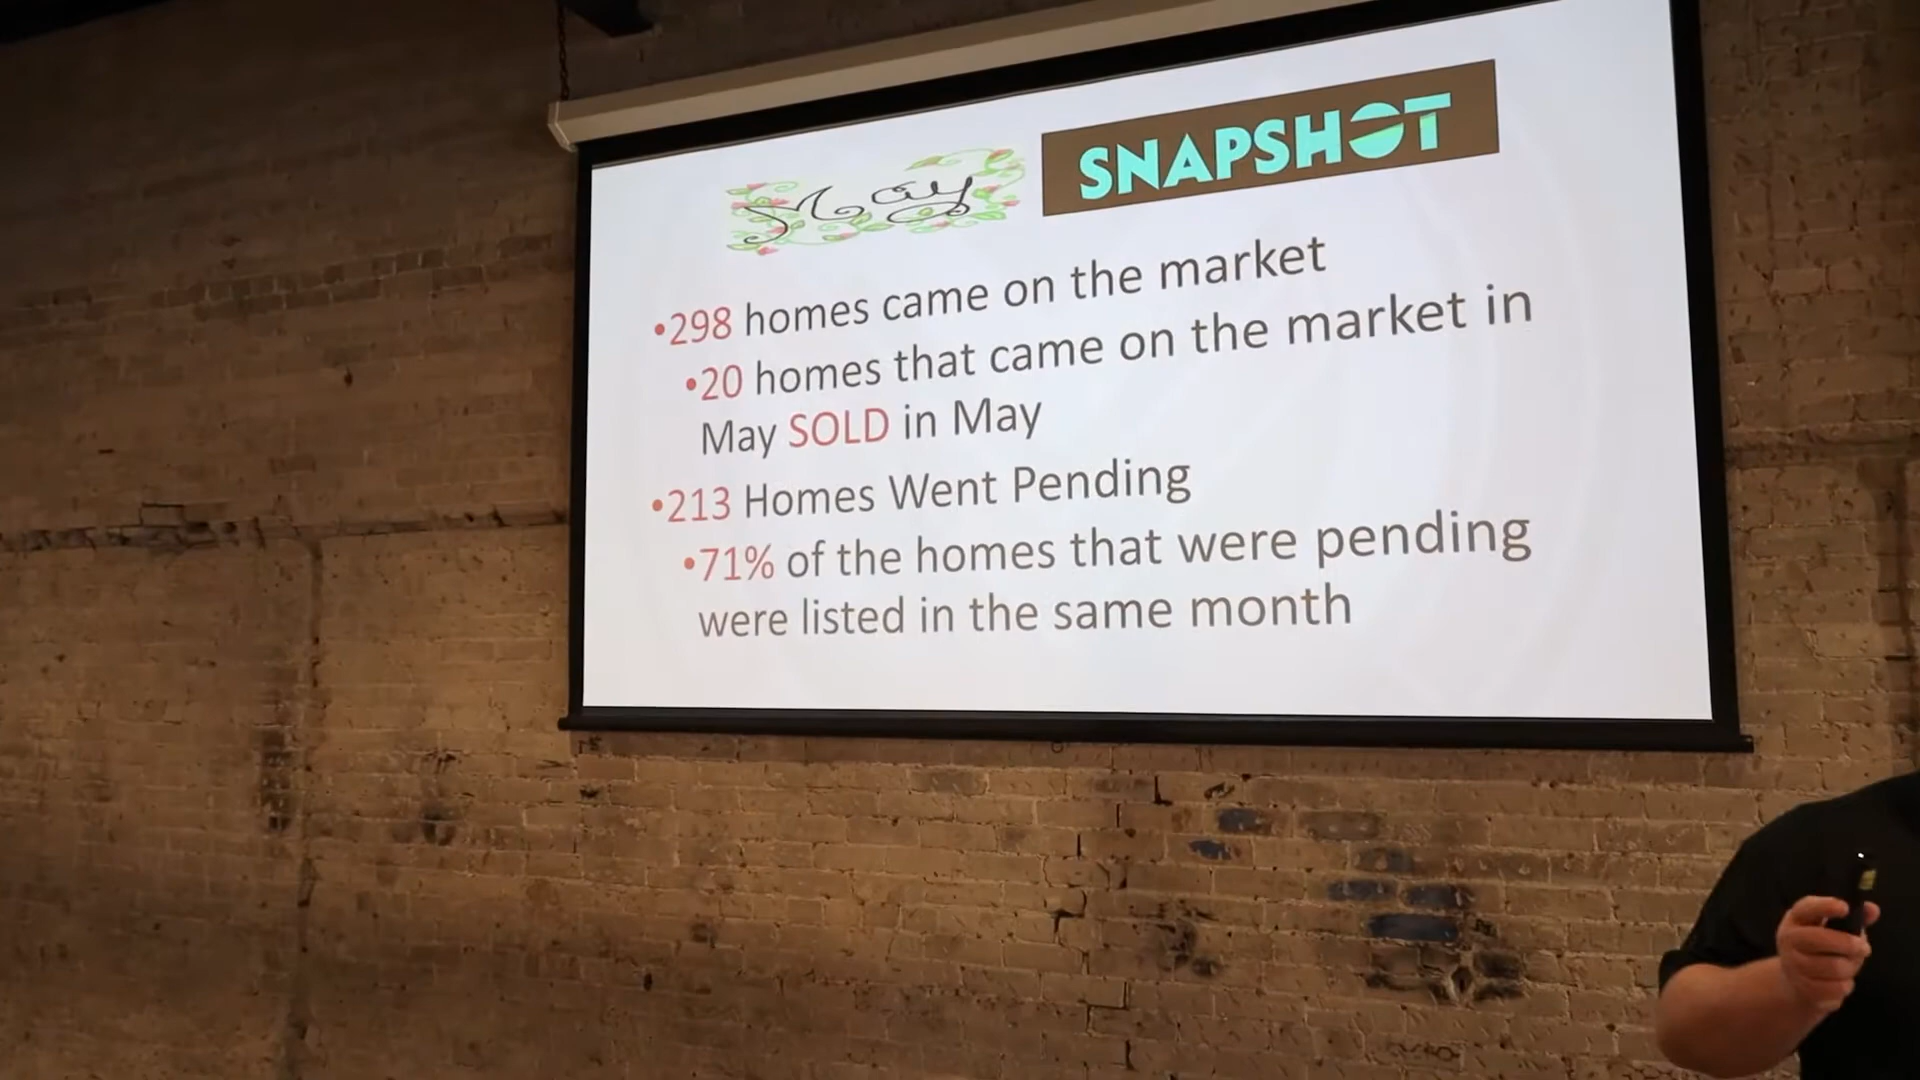 May SNAPSHOT
•298 homes came on the market
•20 homes that came on the market in
May SOLD in May
•213 Homes Went Pending
•71% of the homes that were pending
were listed in the same month